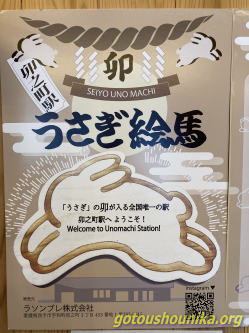 卯
SEIYO UNO MACHI
卯之町駅
うさぎ絵馬
「うさぎ」の卯が入る全国唯一の駅
卯之町駅へ ようこそ!
Welcome to Unomachi Station!
Instagram ▼
ラソンブレ株式会社
gotoushounika.org